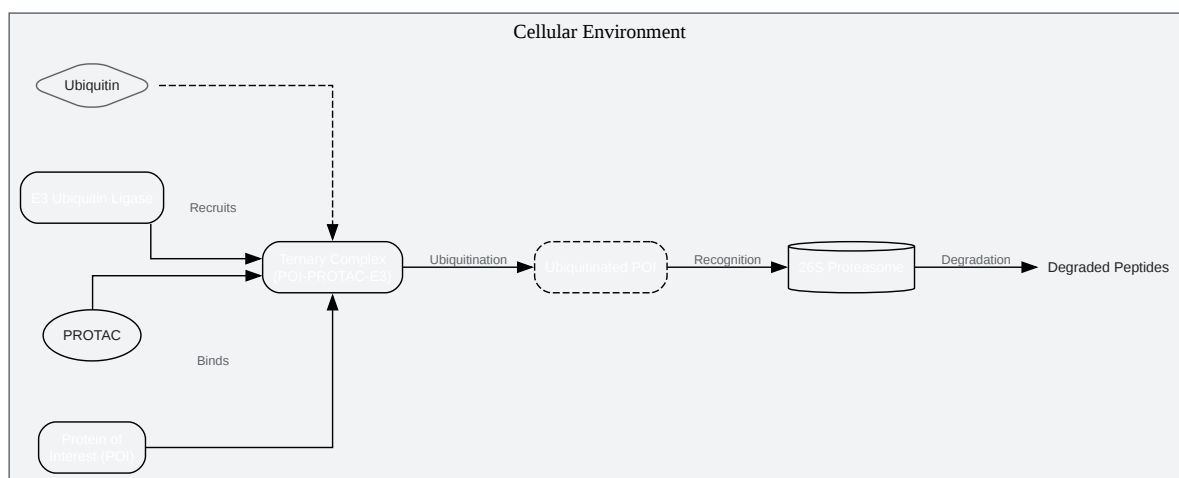 Cellular Environment
Ubiquitin
E3 Ubiquitin Ligase
Recruits
Ternary Complex
(POI-PROTAC-E3)
Ubiquitination
Ubiquitinated POI
Recognition
26S Proteasome
Degradation
Degraded Peptides
PROTAC
Binds
Protein of
Interest (POI)